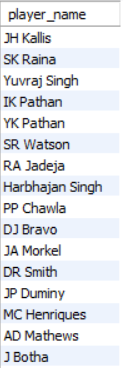 player_name
JH Kallis
SK Raina
Yuvraj Singh
IK Pathan
YK Pathan
SR Watson
RA Jadeja
Harbhajan Singh
PP Chawla
DJ Bravo
JA Morkel
DR Smith
JP Duminy
MC Henriques
AD Mathews
J Botha